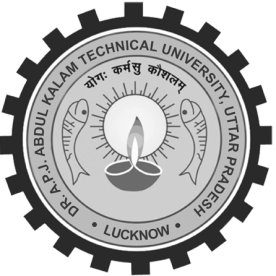 DR. A.P.J. ABDUL KALAM TECHNICAL UNIVERSITY, UTTAR PRADESH
योगः कर्मसु कौशलम्
• LUCKNOW •